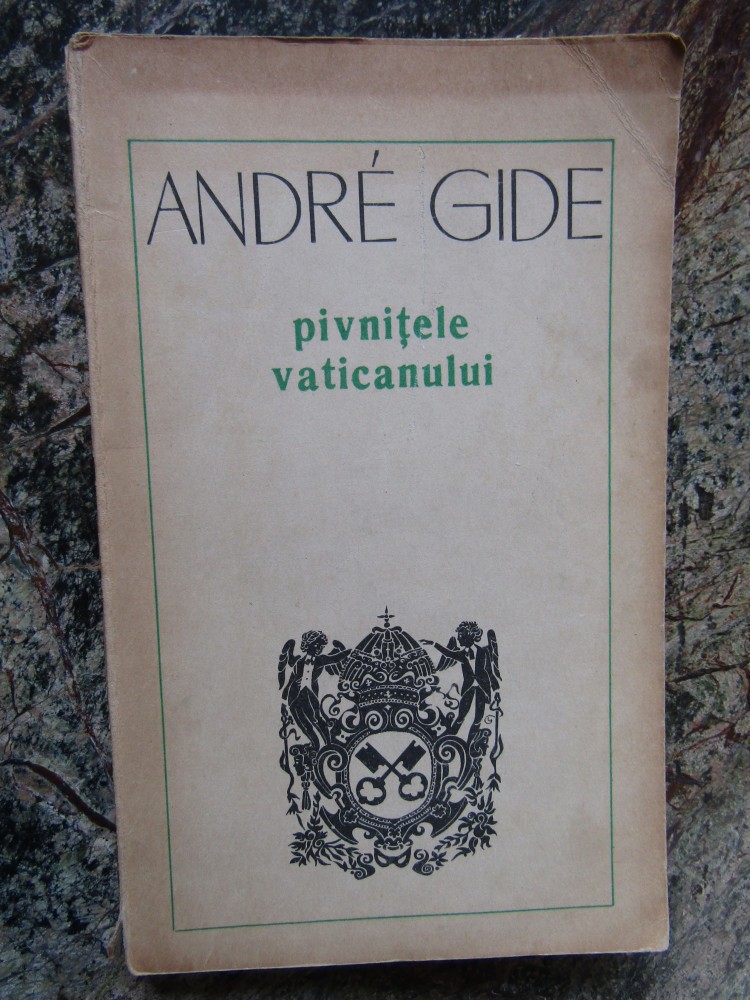 ANDRÉ GIDE
pivnițele
vaticanului